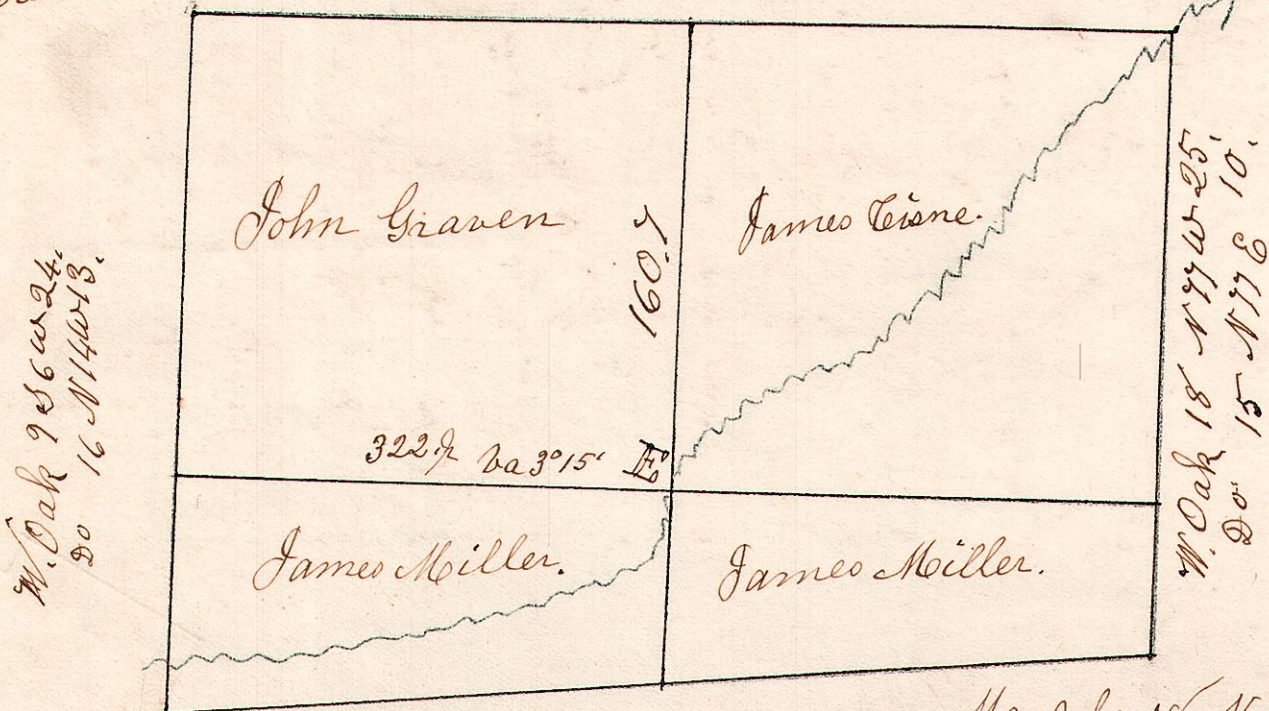 John Graven
James Cisne.
160.7
322.p Va 3°15' E
James Miller.
James Miller.
W. Oak 9 S 6 W 24.
Do 16 N 14 W 13.
W. Oak 18 N 77 W 25.
Do 15 N 77 E 10.